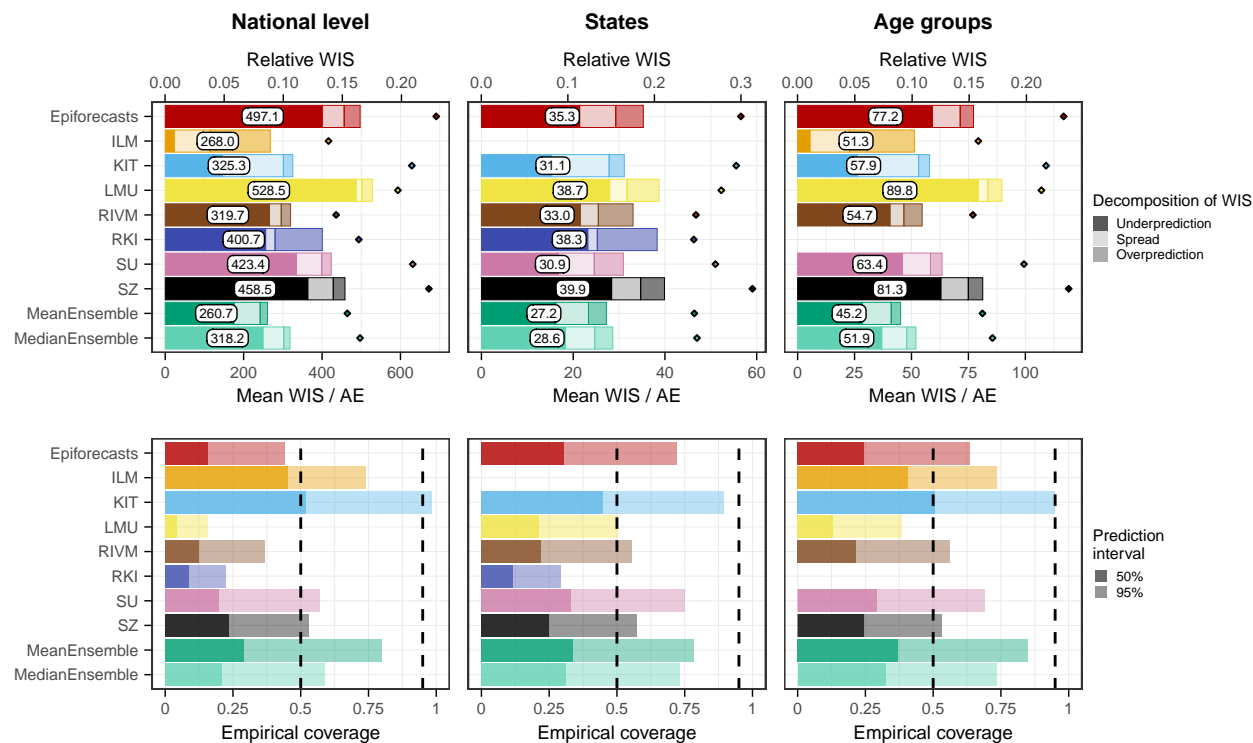 National level
States
Age groups
Relative WIS
Relative WIS
Relative WIS
0.00 0.05 0.10 0.15 0.20
0.0 0.1 0.2 0.3
0.00 0.05 0.10 0.15 0.20
Epiforecasts 497.1 35.3 77.2
ILM 268.0 51.3
KIT 325.3 31.1 57.9
LMU 528.5 38.7 89.8
RIVM 319.7 33.0 54.7
RKI 400.7 38.3
SU 423.4 30.9 63.4
SZ 458.5 39.9 81.3
MeanEnsemble 260.7 27.2 45.2
MedianEnsemble 318.2 28.6 51.9
0 200 400 600
0 20 40 60
0 25 50 75 100
Mean WIS / AE
Mean WIS / AE
Mean WIS / AE
Decomposition of WIS
Underprediction
Spread
Overprediction
Epiforecasts
ILM
KIT
LMU
RIVM
RKI
SU
SZ
MeanEnsemble
MedianEnsemble
0 0.25 0.5 0.75 1
0 0.25 0.5 0.75 1
0 0.25 0.5 0.75 1
Empirical coverage
Empirical coverage
Empirical coverage
Prediction
interval
50%
95%